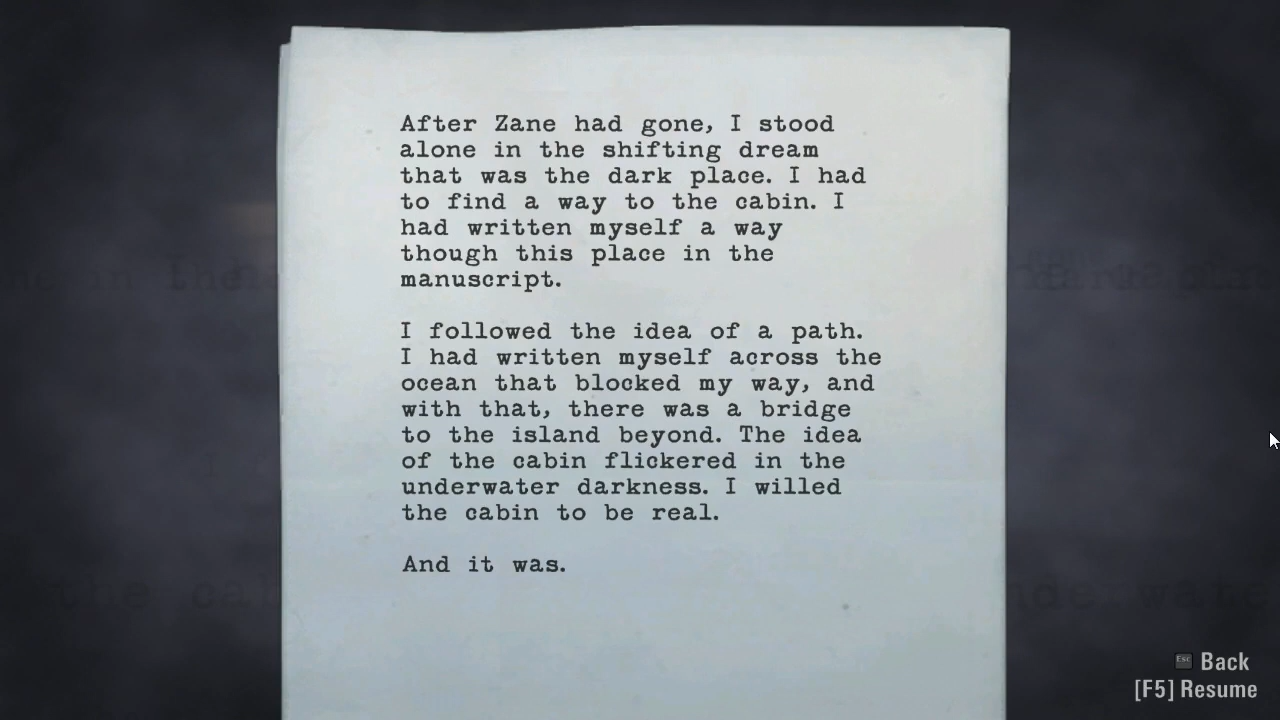 After Zane had gone, I stood
alone in the shifting dream
that was the dark place. I had
to find a way to the cabin. I
had written myself a way
though this place in the
manuscript.
I followed the idea of a path.
I had written myself across the
ocean that blocked my way, and
with that, there was a bridge
to the island beyond. The idea
of the cabin flickered in the
underwater darkness. I willed
the cabin to be real.
And it was.
Esc Back
[F5] Resume